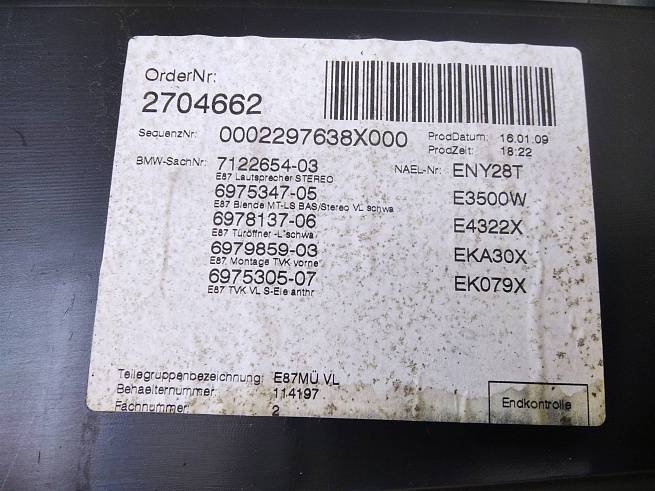 OrderNr:
2704662
SequenzNr: 0002297638X000 ProdDatum: 16.01.09
ProdZeit: 18:22
BMW-SachNr: 7122654-03 NAEL-Nr: ENY28T
E87 Lautsprecher STEREO
6975347-05 E3500W
E87 Blende MT-LS BAS/Stereo VL schwa
6978137-06 E4322X
E87 Türöffner -L*schwa
6979859-03 EKA30X
E87 Montage TVK vorne
6975305-07 EK079X
E87 TVK VL S-Ele anthr
Teilegruppenbezeichnung: E87MÜ VL
Behaelternummer: 114197
Fachnummer: 2
Endkontrolle